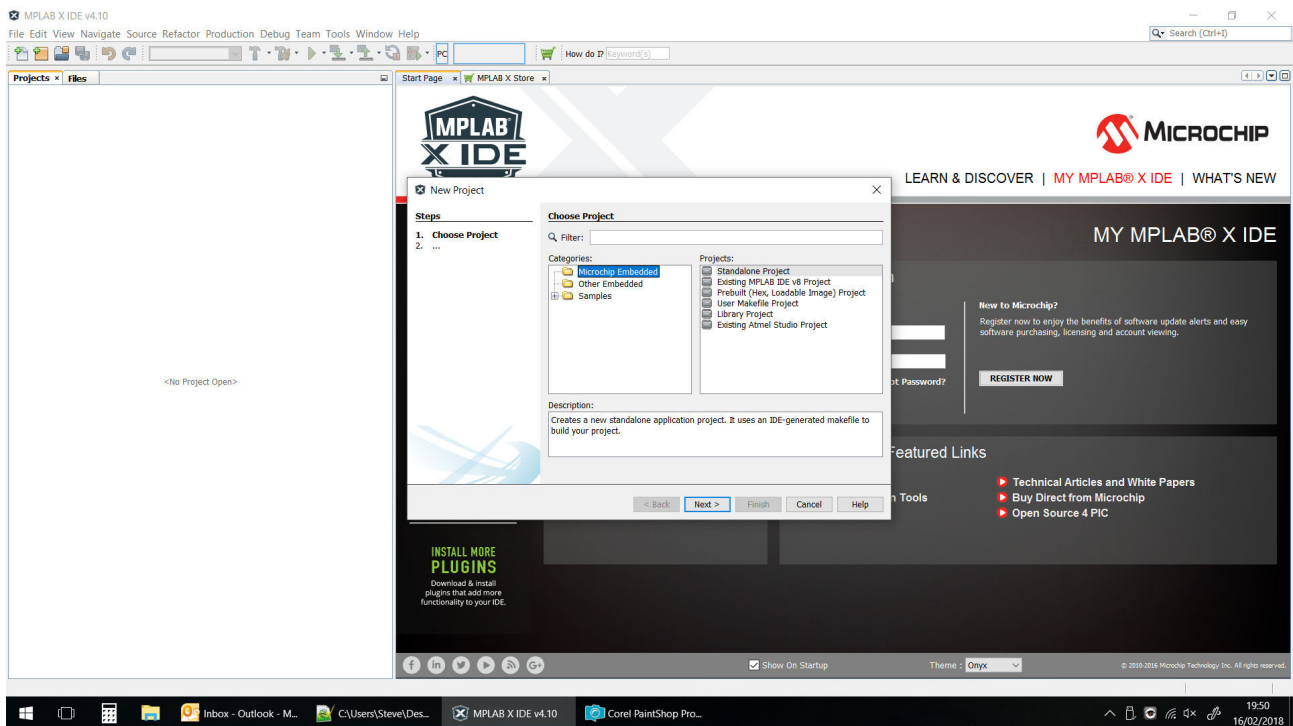 MPLAB X IDE v4.10
File Edit View Navigate Source Refactor Production Debug Team Tools Window Help
Search (Ctrl+I)
PC
How do I? Keyword(s)
Projects Files
Start Page MPLAB X Store
MPLAB
X IDE
MICROCHIP
LEARN & DISCOVER | MY MPLAB® X IDE | WHAT'S NEW
MY MPLAB® X IDE
New Project
Steps
1. Choose Project
2. ...
Choose Project
Filter:
Categories:
Microchip Embedded
Other Embedded
Samples
Projects:
Standalone Project
Existing MPLAB IDE v8 Project
Prebuilt (Hex, Loadable Image) Project
User Makefile Project
Library Project
Existing Atmel Studio Project
Description:
Creates a new standalone application project. It uses an IDE-generated makefile to
build your project.
< Back Next > Finish Cancel Help
<No Project Open>
New to Microchip?
Register now to enjoy the benefits of software update alerts and easy
software purchasing, licensing and account viewing.
Password?
REGISTER NOW
Featured Links
Tools
Technical Articles and White Papers
Buy Direct from Microchip
Open Source 4 PIC
INSTALL MORE
PLUGINS
Download & install
plugins that add more
functionality to your IDE.
Show On Startup
Theme : Onyx
© 2010-2016 Microchip Technology Inc. All rights reserved.
Inbox - Outlook - M...
C:\Users\Steve\Des...
MPLAB X IDE v4.10
Corel PaintShop Pro...
19:50
16/02/2018